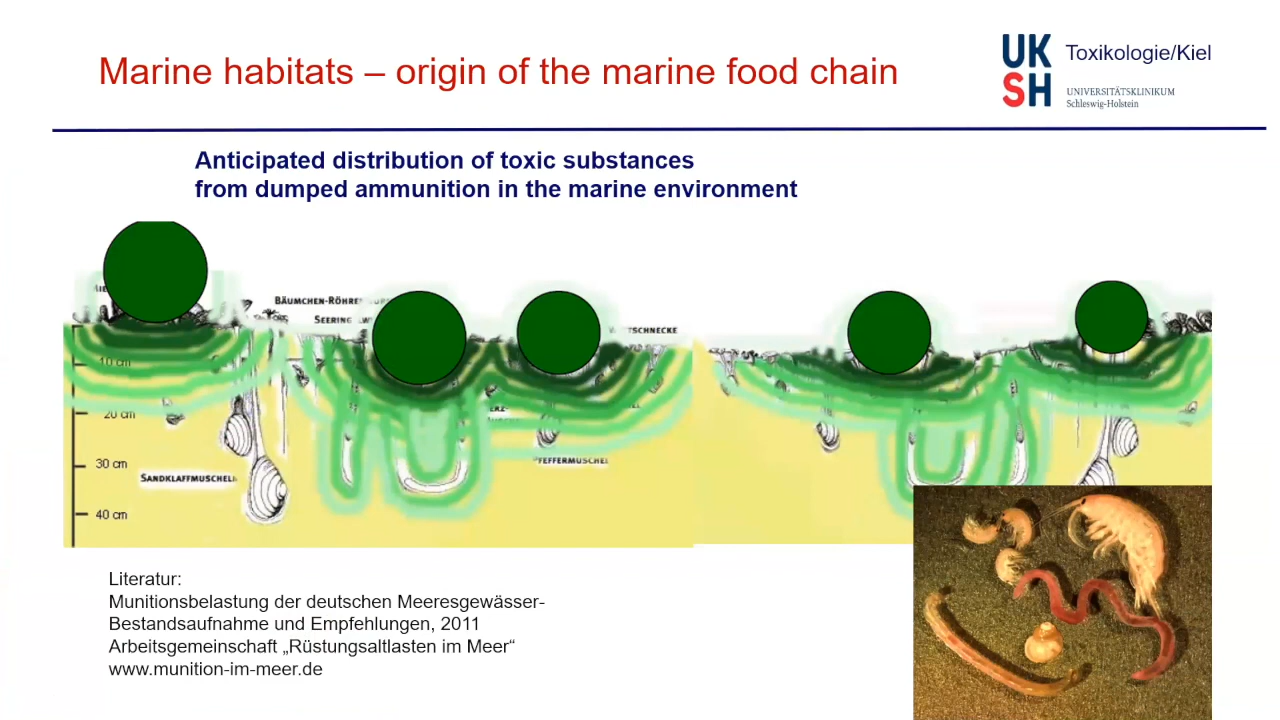 Marine habitats – origin of the marine food chain
UK
SH
Toxikologie/Kiel
UNIVERSITÄTSKLINIKUM
Schleswig-Holstein
Anticipated distribution of toxic substances
from dumped ammunition in the marine environment
BÄUMCHEN-RÖHRE
SEERING
TSCHNECKE
10 cm
20 cm
30 cm
PFEFFERMUSCHEL
SANDKLAFFMUSCHELN
40 cm
Literatur:
Munitionsbelastung der deutschen Meeresgewässer-
Bestandsaufnahme und Empfehlungen, 2011
Arbeitsgemeinschaft „Rüstungsaltlasten im Meer“
www.munition-im-meer.de